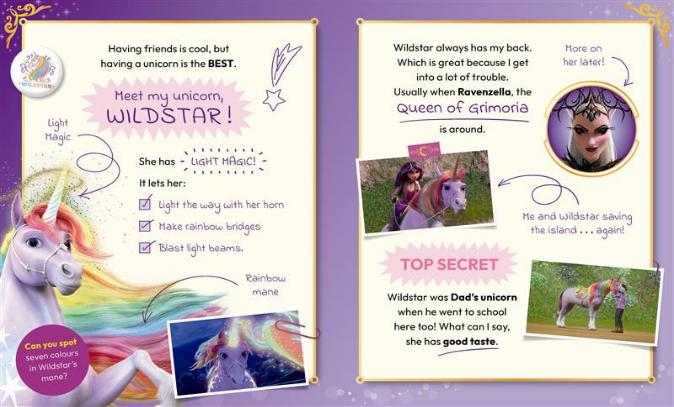 Having friends is cool, but
having a unicorn is the BEST.
WILDSTAR
Meet my unicorn,
WILDSTAR!
Light
Magic
She has LIGHT MAGIC!
It lets her:
Light the way with her horn
Make rainbow bridges
Blast light beams.
Rainbow
mane
Can you spot
seven colours
in Wildstar's
mane?
Wildstar always has my back.
Which is great because I get
into a lot of trouble.
Usually when Ravenzella, the
Queen of Grimoria
is around.
More on
her later!
Me and Wildstar saving
the island...again!
TOP SECRET
Wildstar was Dad's unicorn
when he went to school
here too! What can I say,
she has good taste.